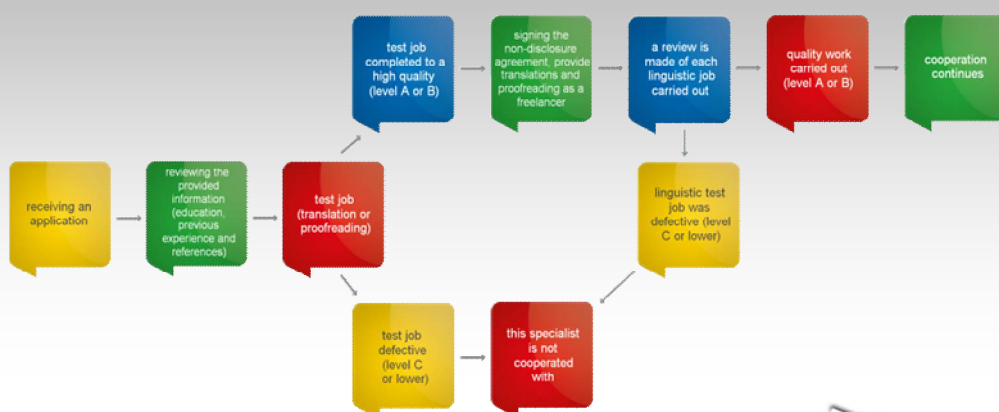 test job
completed to a
high quality
(level A or B)
signing the
non-disclosure
agreement, provide
translations and
proofreading as a
freelancer
a review is
made of each
linguistic job
carried out
quality work
carried out
(level A or B)
cooperation
continues
receiving an
application
reviewing the
provided
information
(education,
previous
experience and
references)
test job
(translation or
proofreading)
linguistic test
job was
defective (level
C or lower)
test job
defective
(level C
or lower)
this specialist
is not
cooperated
with